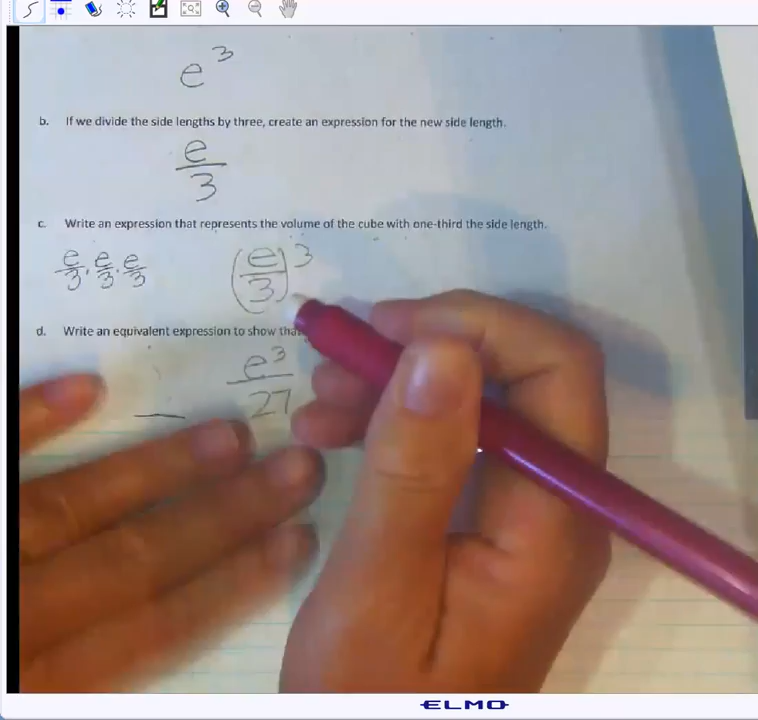 e³
b. If we divide the side lengths by three, create an expression for the new side length.
e/3
c. Write an expression that represents the volume of the cube with one-third the side length.
e/3 · e/3 · e/3 (e/3)³
d. Write an equivalent expression to show tha
e³/27
ELMO